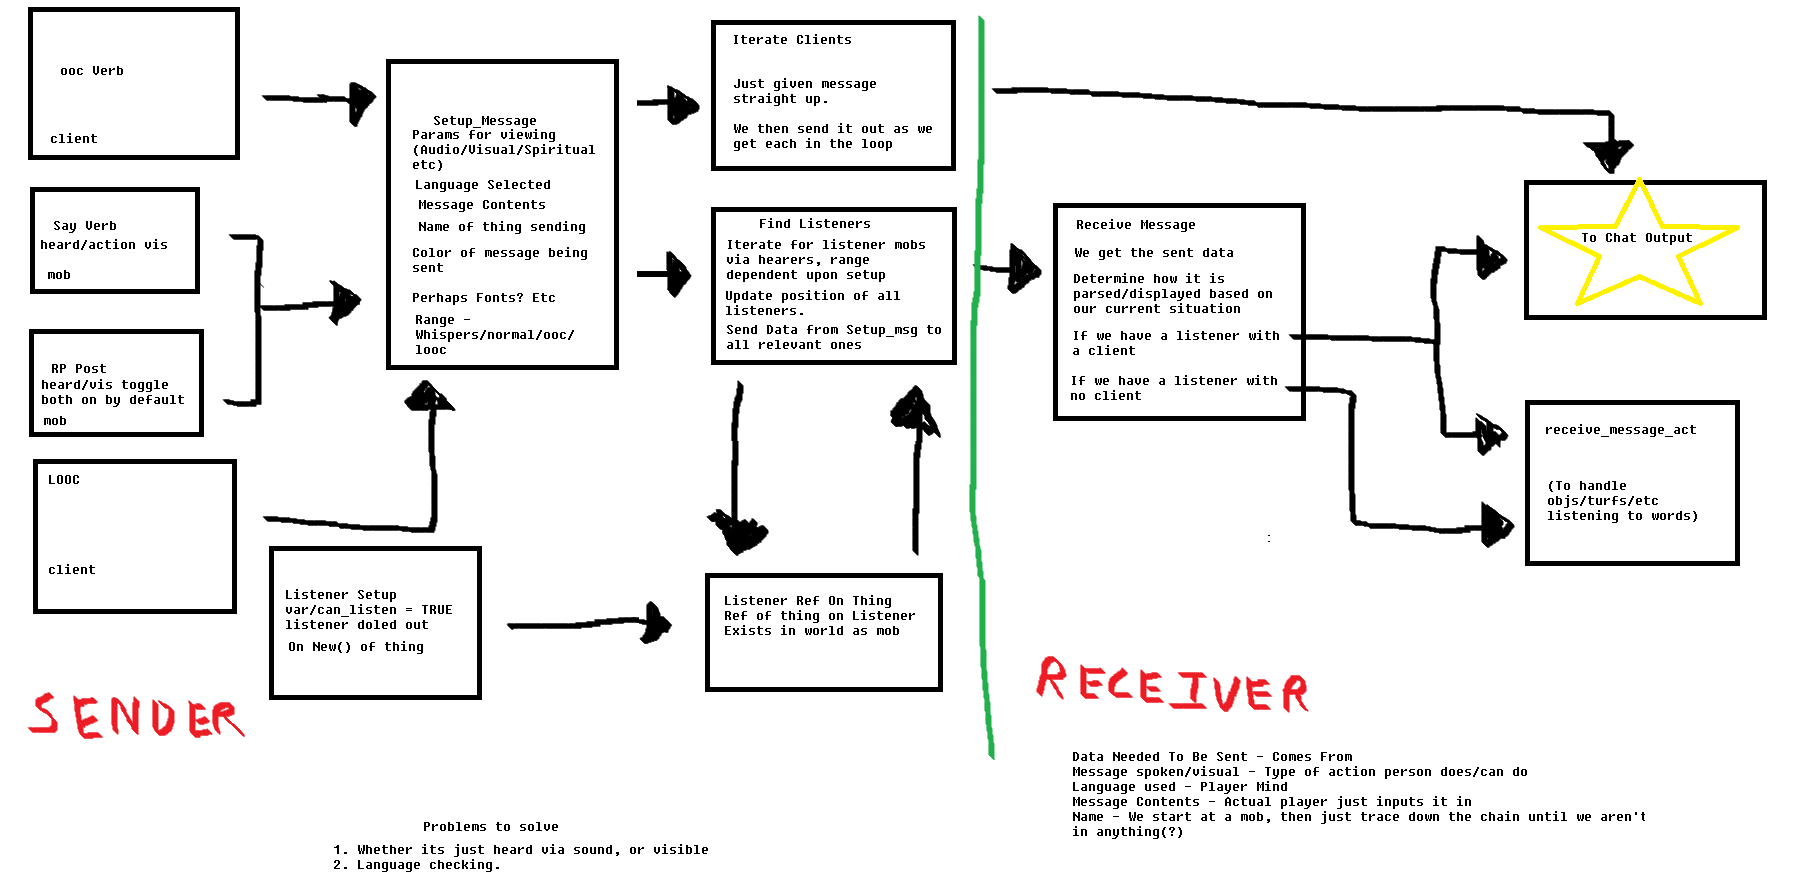 ooc Verb
client
Say Verb
heard/action vis
mob
RP Post
heard/vis toggle
both on by default
mob
LOOC
client
Listener Setup
var/can_listen = TRUE
listener doled out
On New() of thing
SENDER
Setup_Message
Params for viewing
(Audio/Visual/Spiritual
etc)
Language Selected
Message Contents
Name of thing sending
Color of message being
sent
Perhaps Fonts? Etc
Range -
Whispers/normal/ooc/
looc
Iterate Clients
Just given message
straight up.
We then send it out as we
get each in the loop
Find Listeners
Iterate for listener mobs
via hearers, range
dependent upon setup
Update position of all
listeners.
Send Data from Setup_msg to
all relevant ones
Listener Ref On Thing
Ref of thing on Listener
Exists in world as mob
Receive Message
We get the sent data
Determine how it is
parsed/displayed based on
our current situation
If we have a listener with
a client
If we have a listener with
no client
To Chat Output
receive_message_act
(To handle
objs/turfs/etc
listening to words)
:
RECEIVER
Data Needed To Be Sent - Comes From
Message spoken/visual - Type of action person does/can do
Language used - Player Mind
Message Contents - Actual player just inputs it in
Name - We start at a mob, then just trace down the chain until we aren't
in anything(?)
Problems to solve
1. Whether its just heard via sound, or visible
2. Language checking.